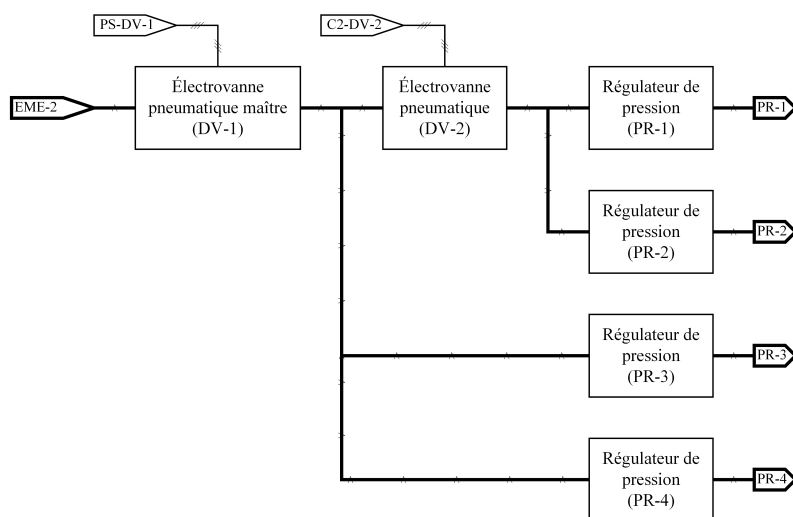 PS-DV-1
C2-DV-2
EME-2
Électrovanne
pneumatique maître
(DV-1)
Électrovanne
pneumatique
(DV-2)
Régulateur de
pression
(PR-1)
PR-1
Régulateur de
pression
(PR-2)
PR-2
Régulateur de
pression
(PR-3)
PR-3
Régulateur de
pression
(PR-4)
PR-4